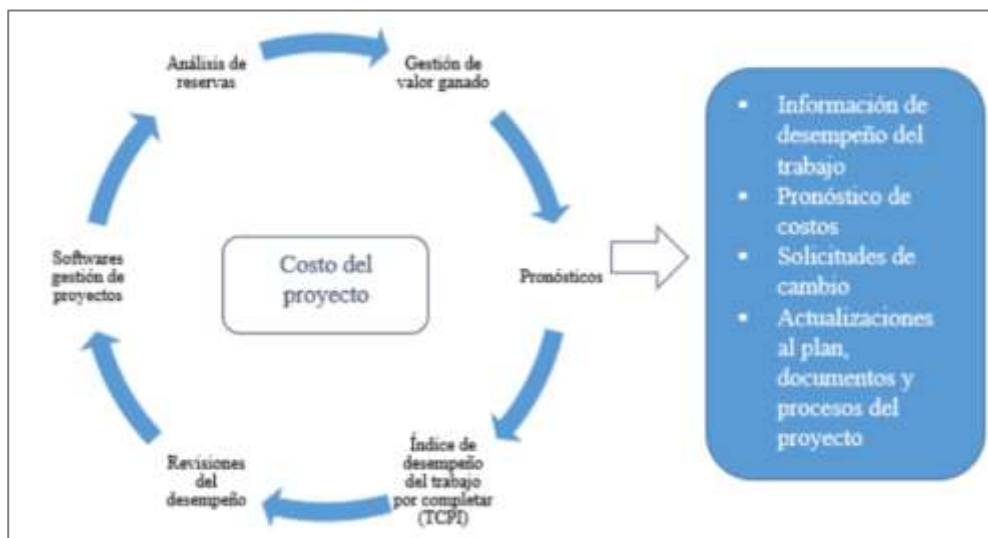 Análisis de
reservas
Gestión de
valor ganado
Pronósticos
Índice de
desempeño
del trabajo
por completar
(TCPI)
Revisiones
del
desempeño
Softwares
gestión de
proyectos
Costo del
proyecto
▪ Información de
desempeño del
trabajo
▪ Pronóstico de
costos
▪ Solicitudes de
cambio
▪ Actualizaciones
al plan,
documentos y
procesos del
proyecto